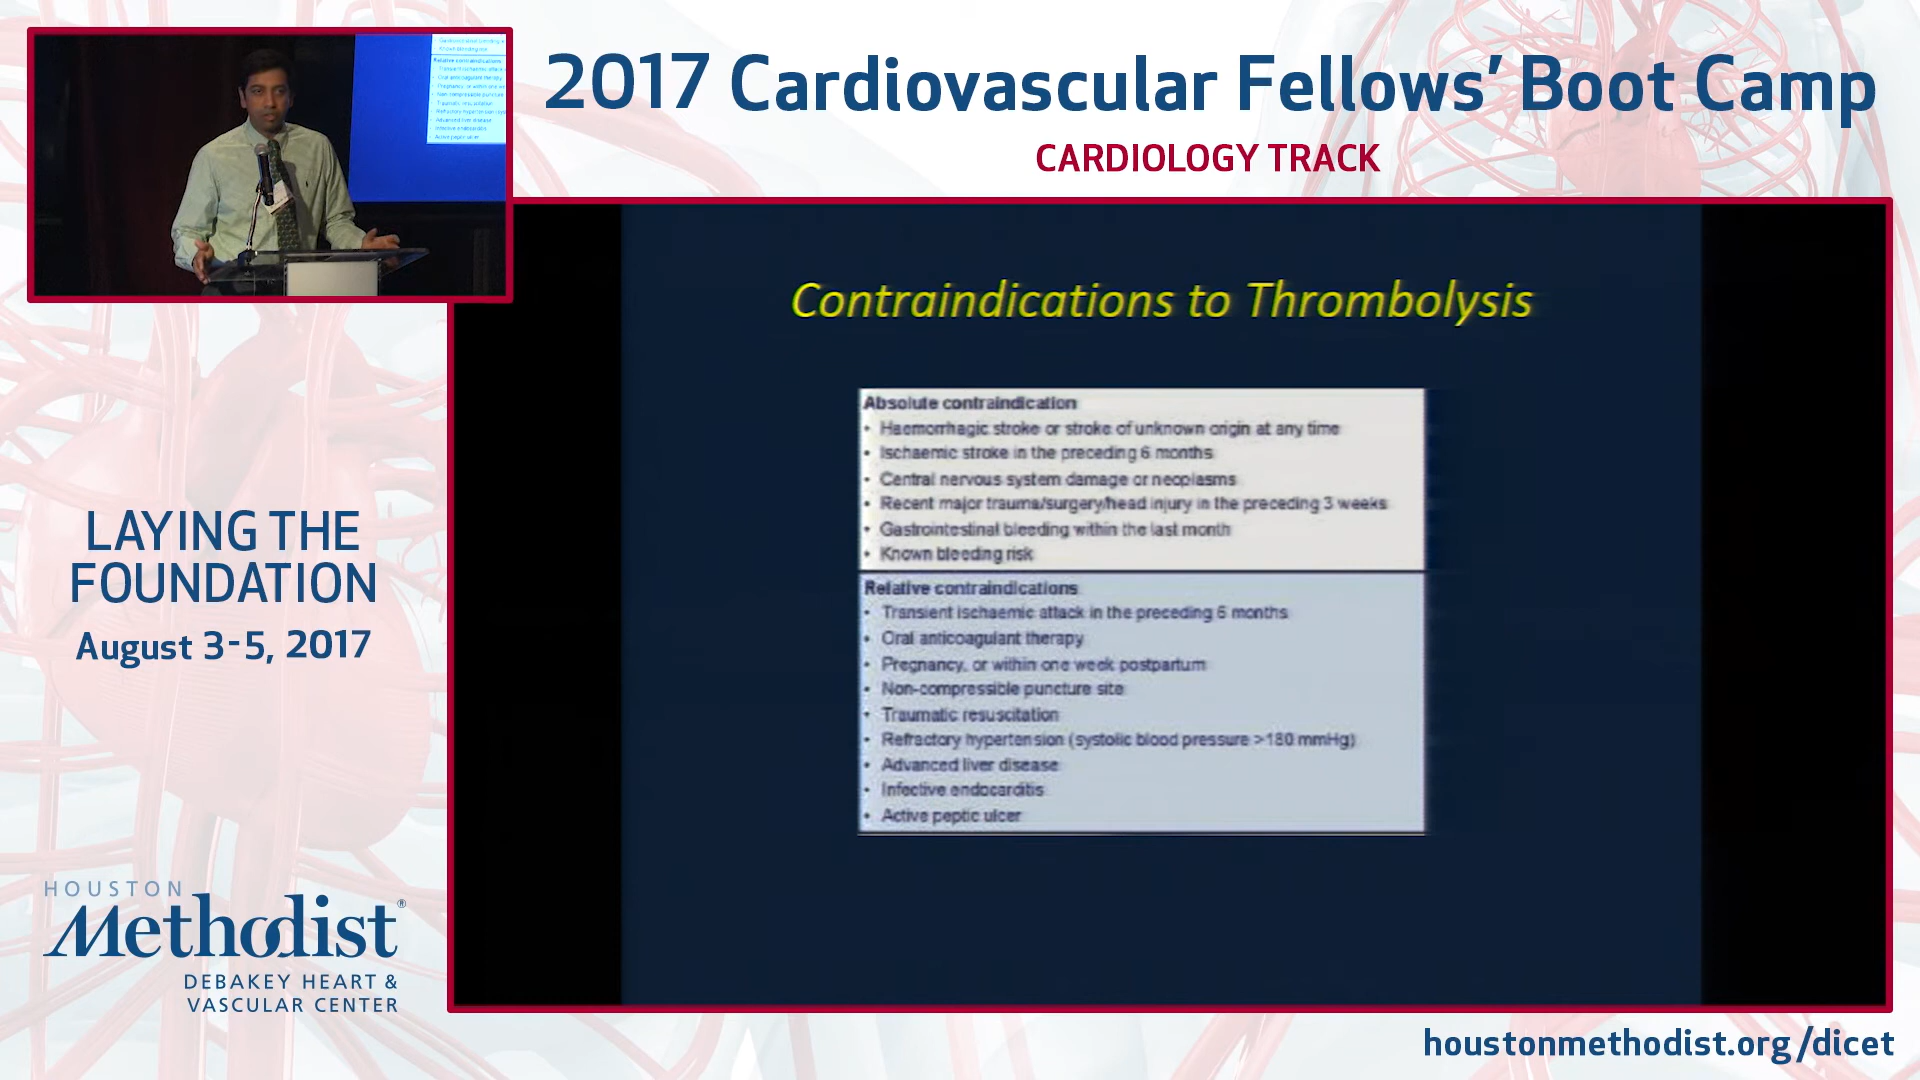 2017 Cardiovascular Fellows' Boot Camp
CARDIOLOGY TRACK
Relative contraindications
Contraindications to Thrombolysis
Absolute contraindication
• Haemorrhagic stroke or stroke of unknown origin at any time
• Ischaemic stroke in the preceding 6 months
• Central nervous system damage or neoplasms
• Recent major trauma/surgery/head injury in the preceding 3 weeks
• Gastrointestinal bleeding within the last month
• Known bleeding risk
Relative contraindications
• Transient ischaemic attack in the preceding 6 months
• Oral anticoagulant therapy
• Pregnancy, or within one week postpartum
• Non-compressible puncture site
• Traumatic resuscitation
• Refractory hypertension (systolic blood pressure >180 mmHg)
• Advanced liver disease
• Infective endocarditis
• Active peptic ulcer
LAYING THE
FOUNDATION
August 3-5, 2017
HOUSTON
Methodist®
DEBAKEY HEART &
VASCULAR CENTER
houstonmethodist.org/dicet